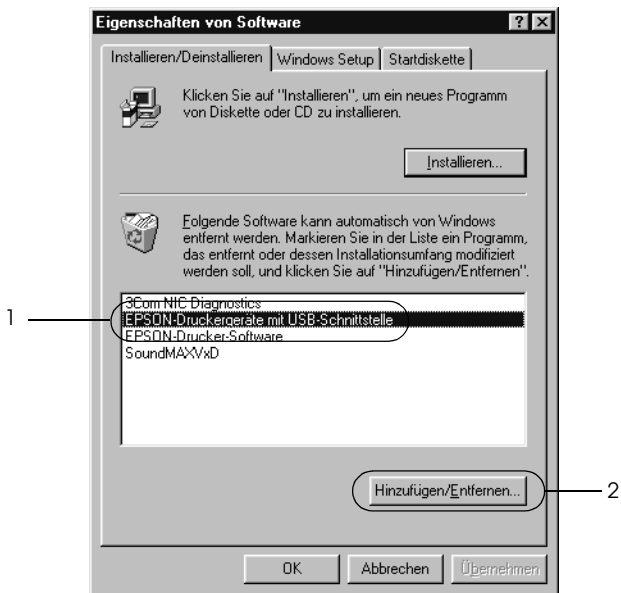 Eigenschaften von Software
Installieren/Deinstallieren Windows Setup Startdiskette
Klicken Sie auf "Installieren", um ein neues Programm
von Diskette oder CD zu installieren.
Installieren...
Folgende Software kann automatisch von Windows
entfernt werden. Markieren Sie in der Liste ein Programm,
das entfernt oder dessen Installationsumfang modifiziert
werden soll, und klicken Sie auf "Hinzufügen/Entfernen".
3Com NIC Diagnostics
1
EPSON-Druckergeräte mit USB-Schnittstelle
EPSON-Drucker-Software
SoundMAXVxD
Hinzufügen/Entfernen...
2
OK Abbrechen Übernehmen